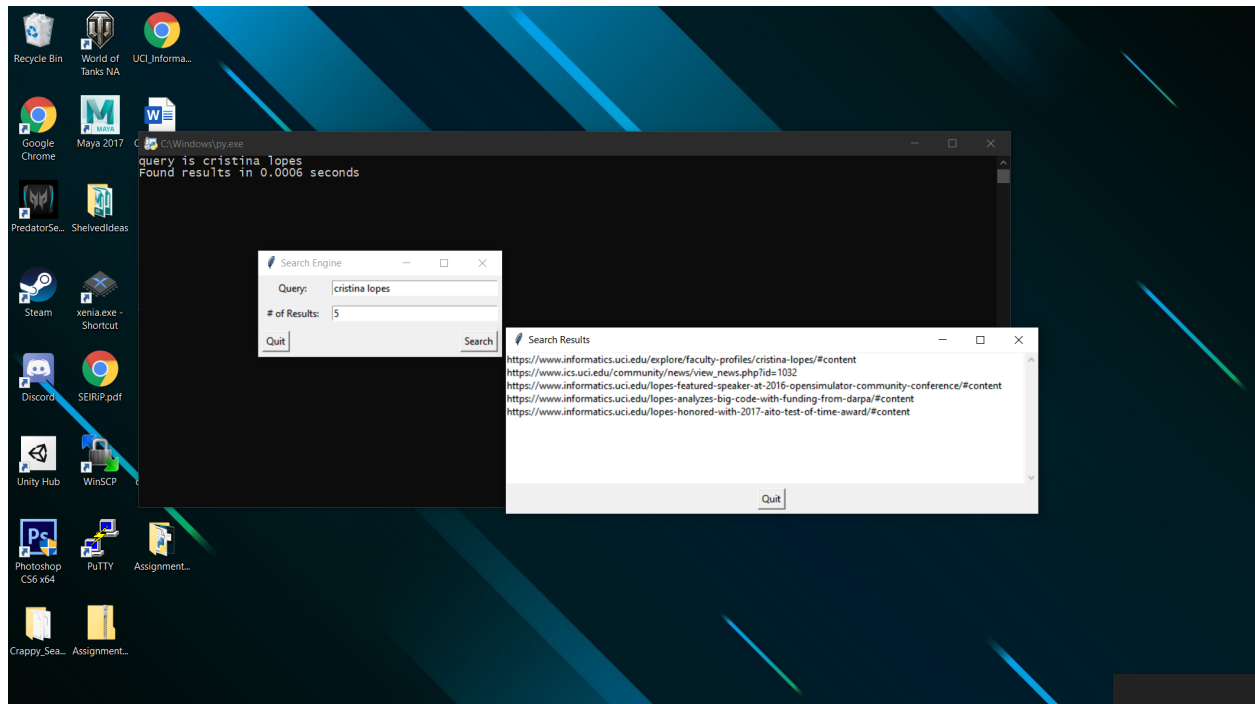 Recycle Bin
World of
Tanks NA
UCI_Informa...
Google
Chrome
MAYA
Maya 2017
W
C
PredatorSe...
ShelvedIdeas
Steam
xenia.exe -
Shortcut
Discord
SEIRiP.pdf
Unity Hub
WinSCP
Ps
Photoshop
CS6 x64
PuTTY
Assignment...
Crappy_Sea...
Assignment...
C:\Windows\py.exe
query is cristina lopes
Found results in 0.0006 seconds
Search Engine
Query:
cristina lopes
# of Results:
5
Quit
Search
Search Results
https://www.informatics.uci.edu/explore/faculty-profiles/cristina-lopes/#content
https://www.ics.uci.edu/community/news/view_news.php?id=1032
https://www.informatics.uci.edu/lopes-featured-speaker-at-2016-opensimulator-community-conference/#content
https://www.informatics.uci.edu/lopes-analyzes-big-code-with-funding-from-darpa/#content
https://www.informatics.uci.edu/lopes-honored-with-2017-aito-test-of-time-award/#content
Quit